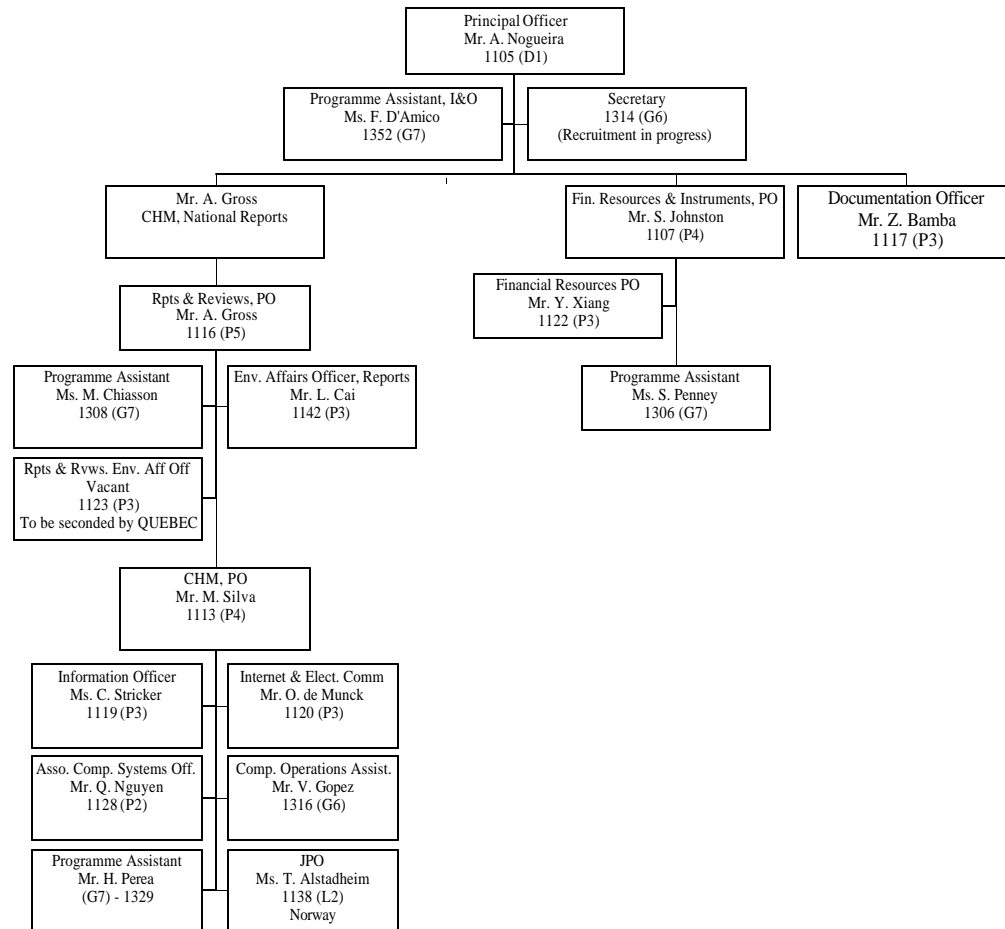 Principal Officer
Mr. A. Nogueira
1105 (D1)
Programme Assistant, I&O
Ms. F. D'Amico
1352 (G7)
Secretary
1314 (G6)
(Recruitment in progress)
Mr. A. Gross
CHM, National Reports
Fin. Resources & Instruments, PO
Mr. S. Johnston
1107 (P4)
Documentation Officer
Mr. Z. Bamba
1117 (P3)
Financial Resources PO
Mr. Y. Xiang
1122 (P3)
Rpts & Reviews, PO
Mr. A. Gross
1116 (P5)
Programme Assistant
Ms. M. Chiasson
1308 (G7)
Env. Affairs Officer, Reports
Mr. L. Cai
1142 (P3)
Programme Assistant
Ms. S. Penney
1306 (G7)
Rpts & Rvws. Env. Aff Off
Vacant
1123 (P3)
To be seconded by QUEBEC
CHM, PO
Mr. M. Silva
1113 (P4)
Information Officer
Ms. C. Stricker
1119 (P3)
Internet & Elect. Comm
Mr. O. de Munck
1120 (P3)
Asso. Comp. Systems Off.
Mr. Q. Nguyen
1128 (P2)
Comp. Operations Assist.
Mr. V. Gopez
1316 (G6)
Programme Assistant
Mr. H. Perea
(G7) - 1329
JPO
Ms. T. Alstadheim
1138 (L2)
Norway